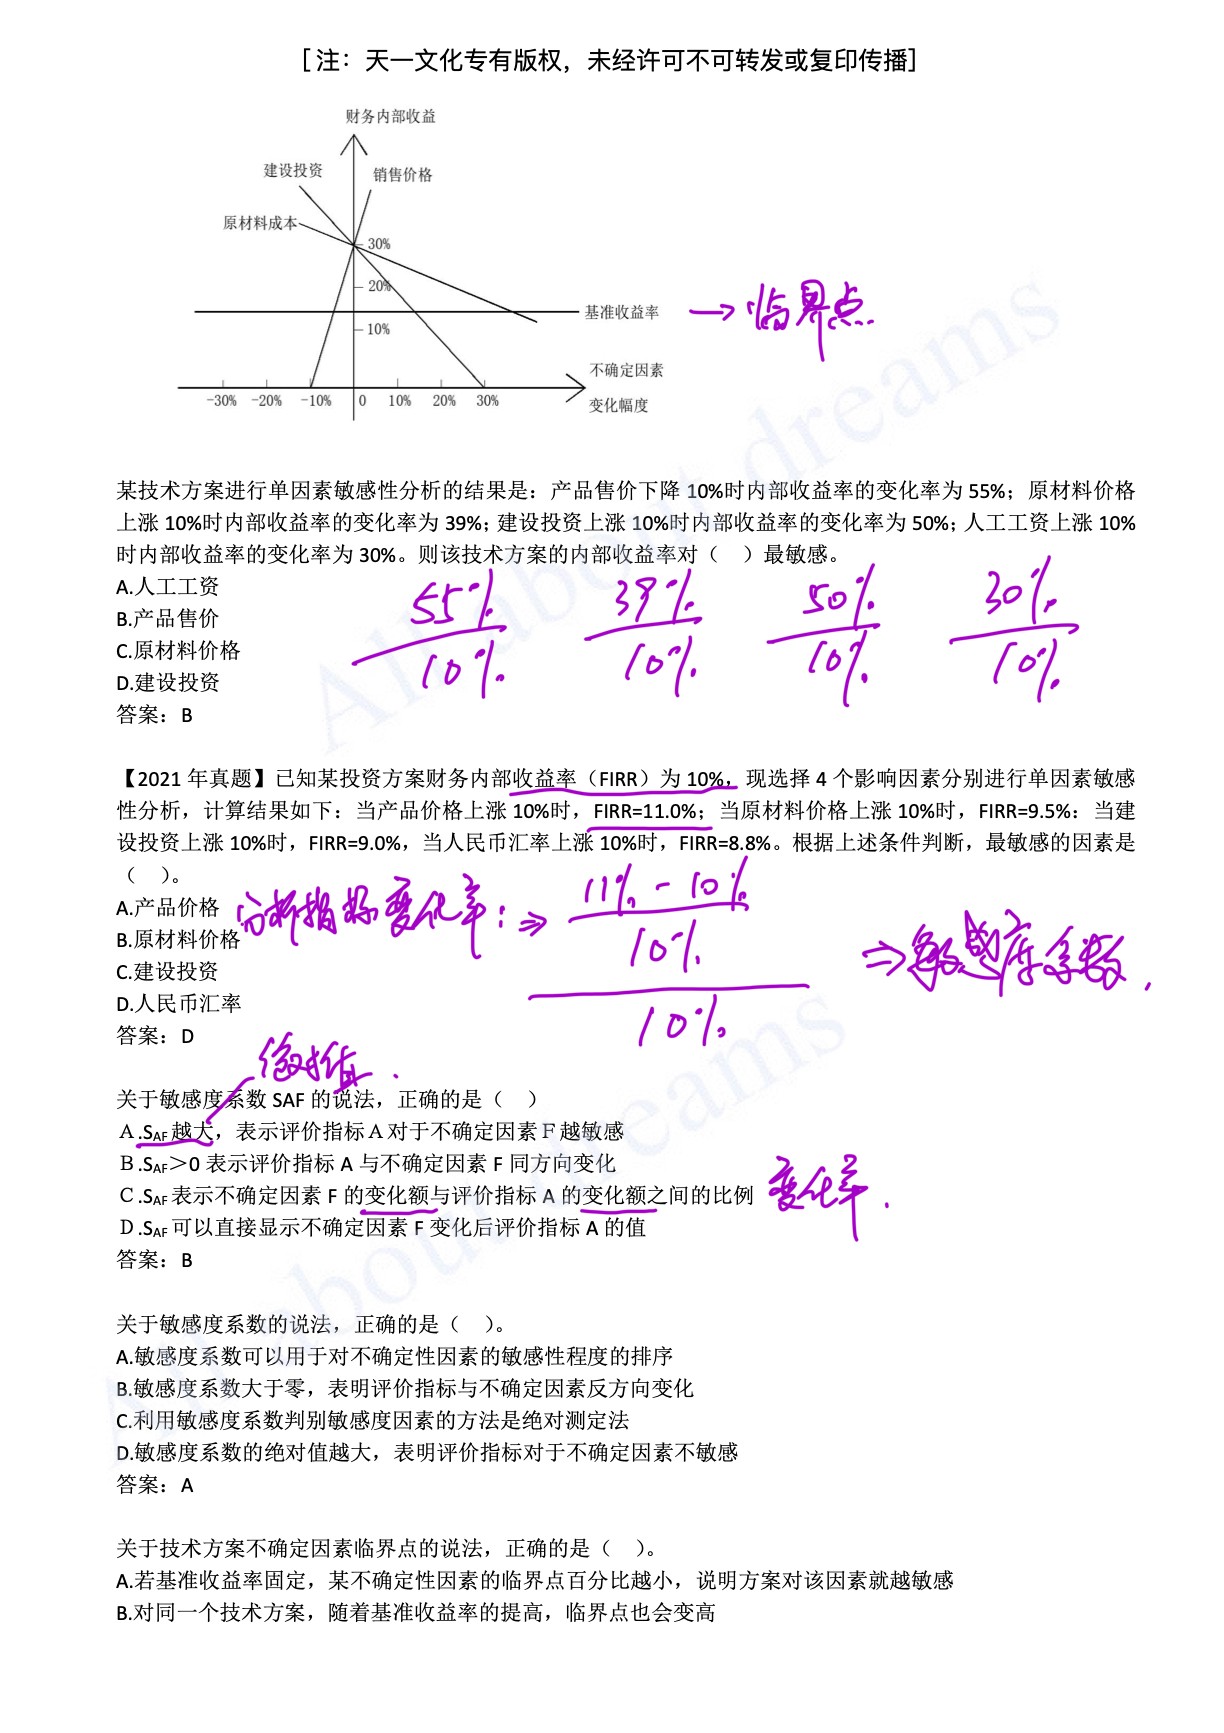 [注：天一文化专有版权，未经许可不可转发或复印传播]
财务内部收益
建设投资
销售价格
原材料成本
30%
20%
基准收益率
→临界点
10%
不确定因素
-30% -20% -10% 0 10% 20% 30%
变化幅度
某技术方案进行单因素敏感性分析的结果是：产品售价下降 10%时内部收益率的变化率为 55%；原材料价格
上涨 10%时内部收益率的变化率为 39%；建设投资上涨 10%时内部收益率的变化率为 50%；人工工资上涨 10%
时内部收益率的变化率为 30%。则该技术方案的内部收益率对（ ）最敏感。
A.人工工资
B.产品售价
C.原材料价格
D.建设投资
55% 39% 50% 30%
10% 10% 10% 10%
答案：B
【2021 年真题】已知某投资方案财务内部收益率（FIRR）为 10%，现选择 4 个影响因素分别进行单因素敏感
性分析，计算结果如下：当产品价格上涨 10%时，FIRR=11.0%；当原材料价格上涨 10%时，FIRR=9.5%：当建
设投资上涨 10%时，FIRR=9.0%，当人民币汇率上涨 10%时，FIRR=8.8%。根据上述条件判断，最敏感的因素是
（ ）。
A.产品价格
B.原材料价格
C.建设投资
D.人民币汇率
分析指标变化率：⇒
11% - 10%
10%
10%
⇒敏感度系数.
答案：D
绝对值.
关于敏感度系数 SAF 的说法，正确的是（ ）
A.SAF 越大，表示评价指标A对于不确定因素F越敏感
B.SAF＞0 表示评价指标 A 与不确定因素 F 同方向变化
C.SAF 表示不确定因素 F 的变化额与评价指标 A 的变化额之间的比例 变化率.
D.SAF 可以直接显示不确定因素 F 变化后评价指标 A 的值
答案：B
关于敏感度系数的说法，正确的是（ ）。
A.敏感度系数可以用于对不确定性因素的敏感性程度的排序
B.敏感度系数大于零，表明评价指标与不确定因素反方向变化
C.利用敏感度系数判别敏感度因素的方法是绝对测定法
D.敏感度系数的绝对值越大，表明评价指标对于不确定因素不敏感
答案：A
关于技术方案不确定因素临界点的说法，正确的是（ ）。
A.若基准收益率固定，某不确定性因素的临界点百分比越小，说明方案对该因素就越敏感
B.对同一个技术方案，随着基准收益率的提高，临界点也会变高
All about dreams
All about dreams